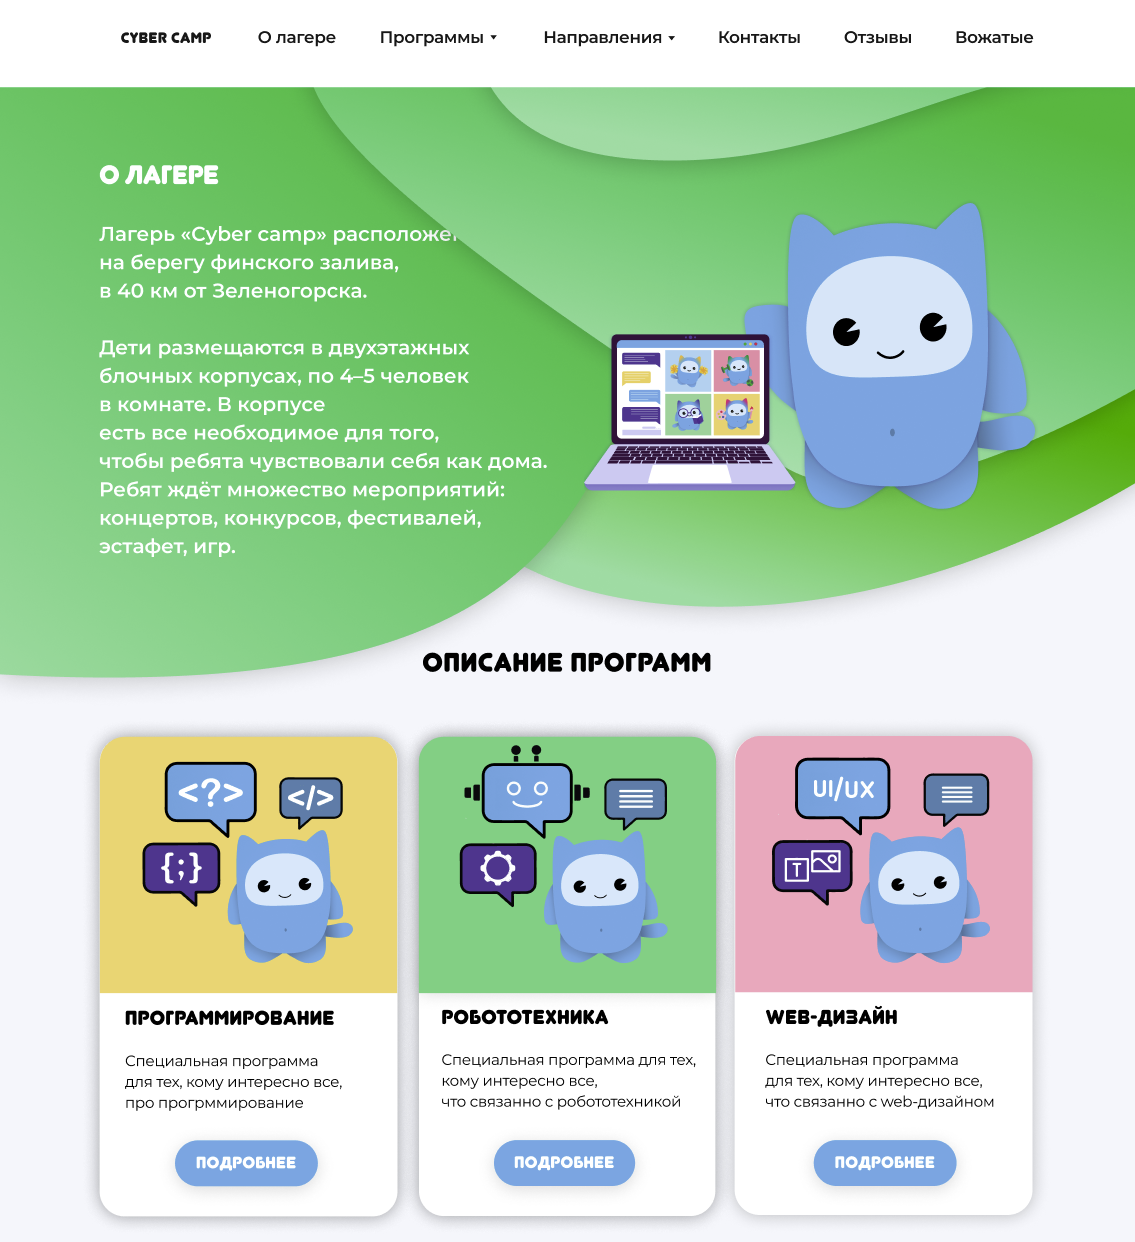 CYBER CAMP О лагере Программы Направления Контакты Отзывы Вожатые
О ЛАГЕРЕ
Лагерь «Cyber camp» расположен
на берегу финского залива,
в 40 км от Зеленогорска.
Дети размещаются в двухэтажных
блочных корпусах, по 4–5 человек
в комнате. В корпусе
есть все необходимое для того,
чтобы ребята чувствовали себя как дома.
Ребят ждёт множество мероприятий:
концертов, конкурсов, фестивалей,
эстафет, игр.
ОПИСАНИЕ ПРОГРАММ
<?>
</>
{;}
UI/UX
T
ПРОГРАММИРОВАНИЕ
Специальная программа
для тех, кому интересно все,
про прогрммирование
ПОДРОБНЕЕ
РОБОТОТЕХНИКА
Специальная программа для тех,
кому интересно все,
что связанно с робототехникой
ПОДРОБНЕЕ
WEB-ДИЗАЙН
Специальная программа
для тех, кому интересно все,
что связанно с web-дизайном
ПОДРОБНЕЕ